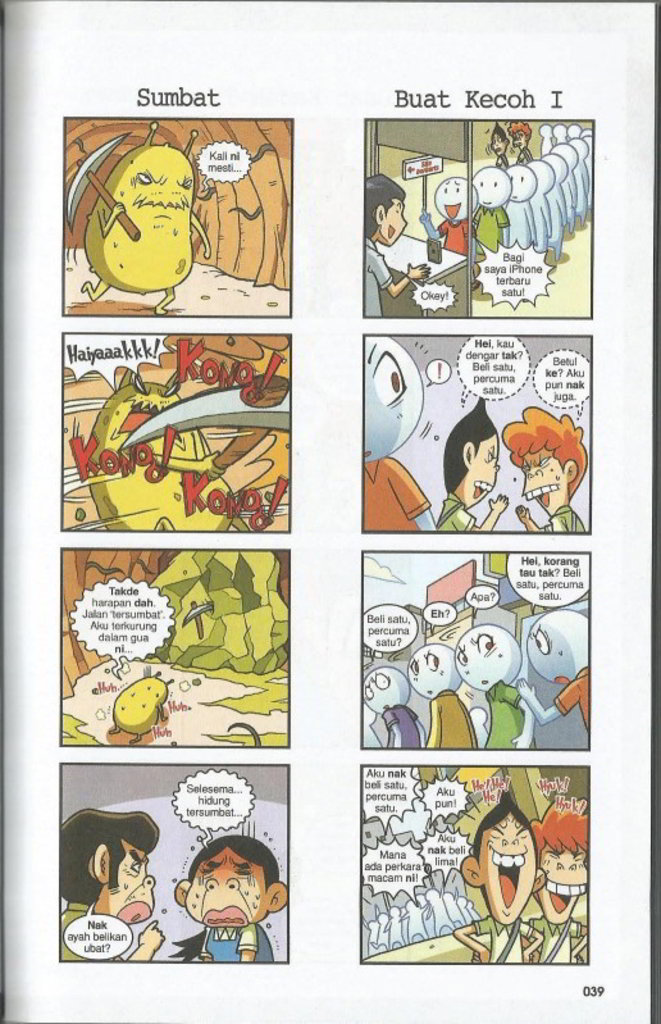 Sumbat
Kali ni
mesti...
Haiyaaakkk!
KONG!
KONG!
KONG!
Takde
harapan dah.
Jalan 'tersumbat'.
Aku terkurung
dalam gua
ni...
Huh
Huh
Huh
Selesema...
hidung
tersumbat...
Nak
ayah belikan
ubat?
Buat Kecoh I
Bagi
saya iPhone
terbaru
satu!
Okey!
!
Hei, kau
dengar tak?
Beli satu,
percuma
satu.
Betul
ke? Aku
pun nak
juga.
Hei, korang
tau tak? Beli
satu, percuma
satu.
Apa?
Eh?
Beli satu,
percuma
satu?
Aku nak
beli satu,
percuma satu.
Aku
pun!
Aku
nak beli
lima!
Mana
ada perkara
macam ni!
He! He!
He!
Hyuk!
Hyuk!
039